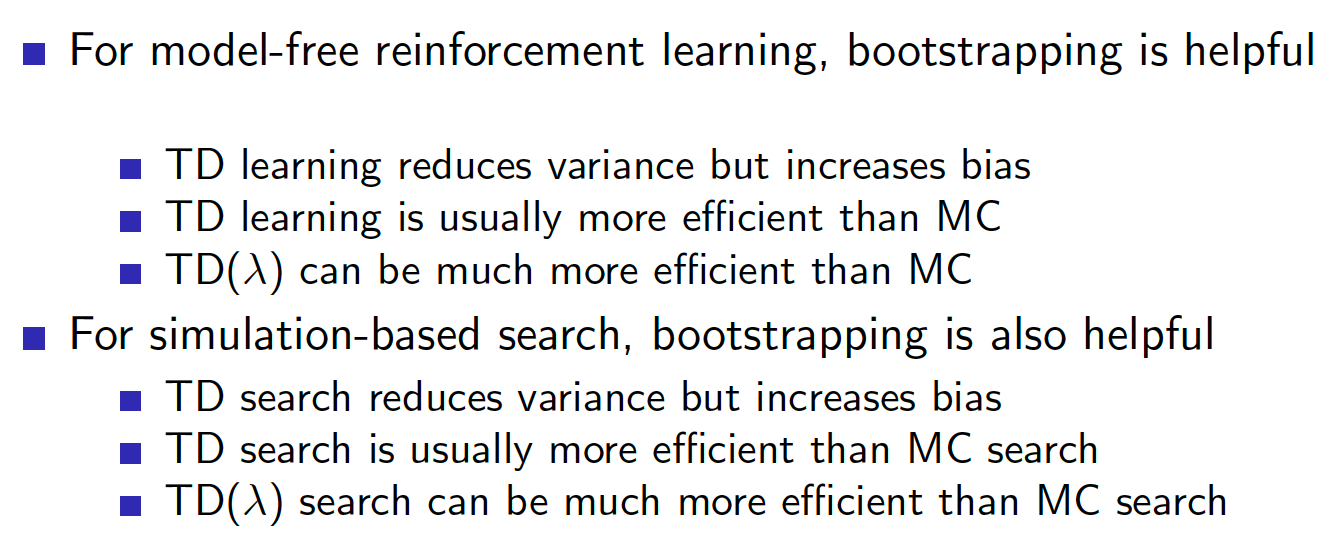 For model-free reinforcement learning, bootstrapping is helpful
TD learning reduces variance but increases bias
TD learning is usually more efficient than MC
TD(λ) can be much more efficient than MC
For simulation-based search, bootstrapping is also helpful
TD search reduces variance but increases bias
TD search is usually more efficient than MC search
TD(λ) search can be much more efficient than MC search